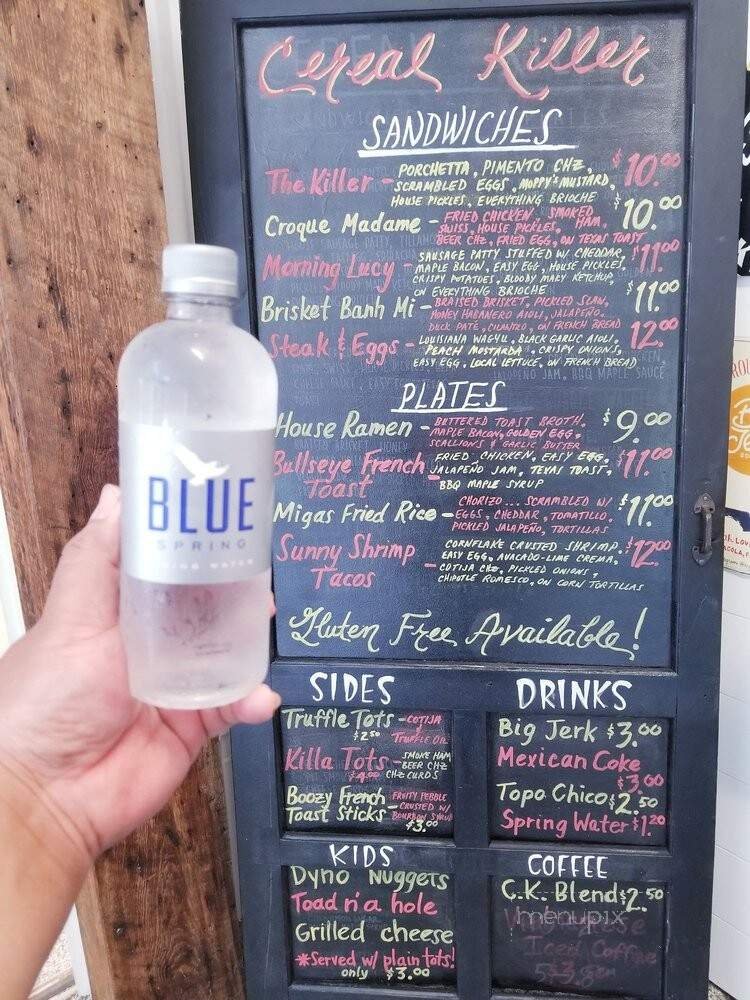 Cereal Killer
SANDWICHES
The Killer - PORCHETTA, PIMENTO CHZ, $10.00
SCRAMBLED EGGS, MOPPY MUSTARD,
HOUSE PICKLES, EVERYTHING BRIOCHE
Croque Madame - FRIED CHICKEN, SMOKED HAM, $10.00
SWISS, HOUSE PICKLES,
BEER CHZ, FRIED EGG, ON TEXAS TOAST
Morning Lucy - SAUSAGE PATTY STUFFED W/ CHEDDAR, $11.00
MAPLE BACON, EASY EGG, HOUSE PICKLES,
CRISPY POTATOES, BLOODY MARY KETCHUP,
ON EVERYTHING BRIOCHE
Brisket Banh Mi - BRAISED BRISKET, PICKLED SLAW, $11.00
HONEY HABANERO AIOLI, JALAPEÑO,
DUCK PATE, CILANTRO, ON FRENCH BREAD
Steak & Eggs - LOUISIANA WAGYU, BLACK GARLIC AIOLI, 12.00
PEACH MOSTARDA, CRISPY ONIONS,
EASY EGG, LOCAL LETTUCE, ON FRENCH BREAD
PLATES
House Ramen - BUTTERED TOAST BROTH, $9.00
MAPLE BACON, GOLDEN EGG,
SCALLIONS & GARLIC BUTTER
Bullseye French Toast - FRIED CHICKEN, EASY EGG, $11.00
JALAPEÑO JAM, TEXAS TOAST,
BBQ MAPLE SYRUP
Migas Fried Rice - CHORIZO... SCRAMBLED W/ $11.00
EGGS, CHEDDAR, TOMATILLO,
PICKLED JALAPEÑO, TORTILLAS
Sunny Shrimp Tacos - CORNFLAKE CRUSTED SHRIMP, $12.00
EASY EGG, AVACADO-LIME CREMA,
COTIJA CHZ, PICKLED ONIONS,
CHIPOTLE ROMESCO, ON CORN TORTILLAS
Gluten Free Available!
SIDES
Truffle Tots - COTIJA
$2.50 TRUFFLE OIL
Killa Tots - SMOKE HAM
BEER CHZ
$4.00 CHZ CURDS
Boozy French Toast Sticks - FRUITY PEBBLE
CRUSTED W/
BOURBON SYRUP
$3.00
DRINKS
Big Jerk $3.00
Mexican Coke
$3.00
Topo Chico $2.50
Spring Water $1.20
KIDS
Dyno Nuggets
Toad n' a hole
Grilled cheese
*Served w/ plain tots!
only $3.00
COFFEE
C.K. Blend $2.50
Iced Coffee
menupix
BLUE
SPRING